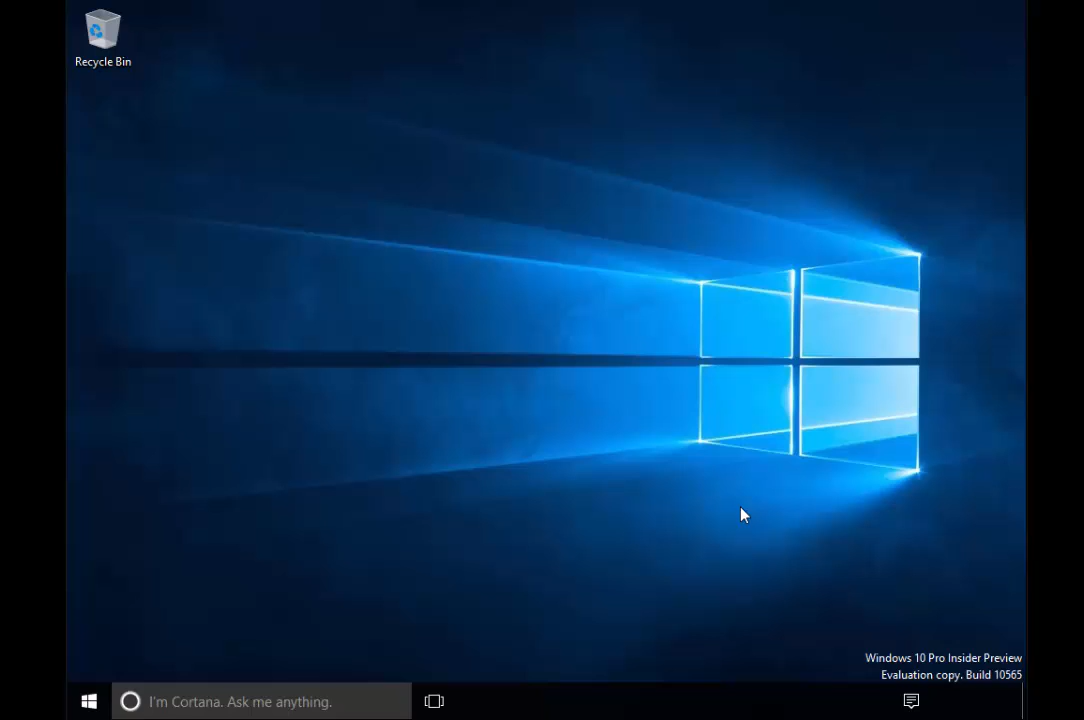 Recycle Bin
Windows 10 Pro Insider Preview
Evaluation copy. Build 10565
I'm Cortana. Ask me anything.